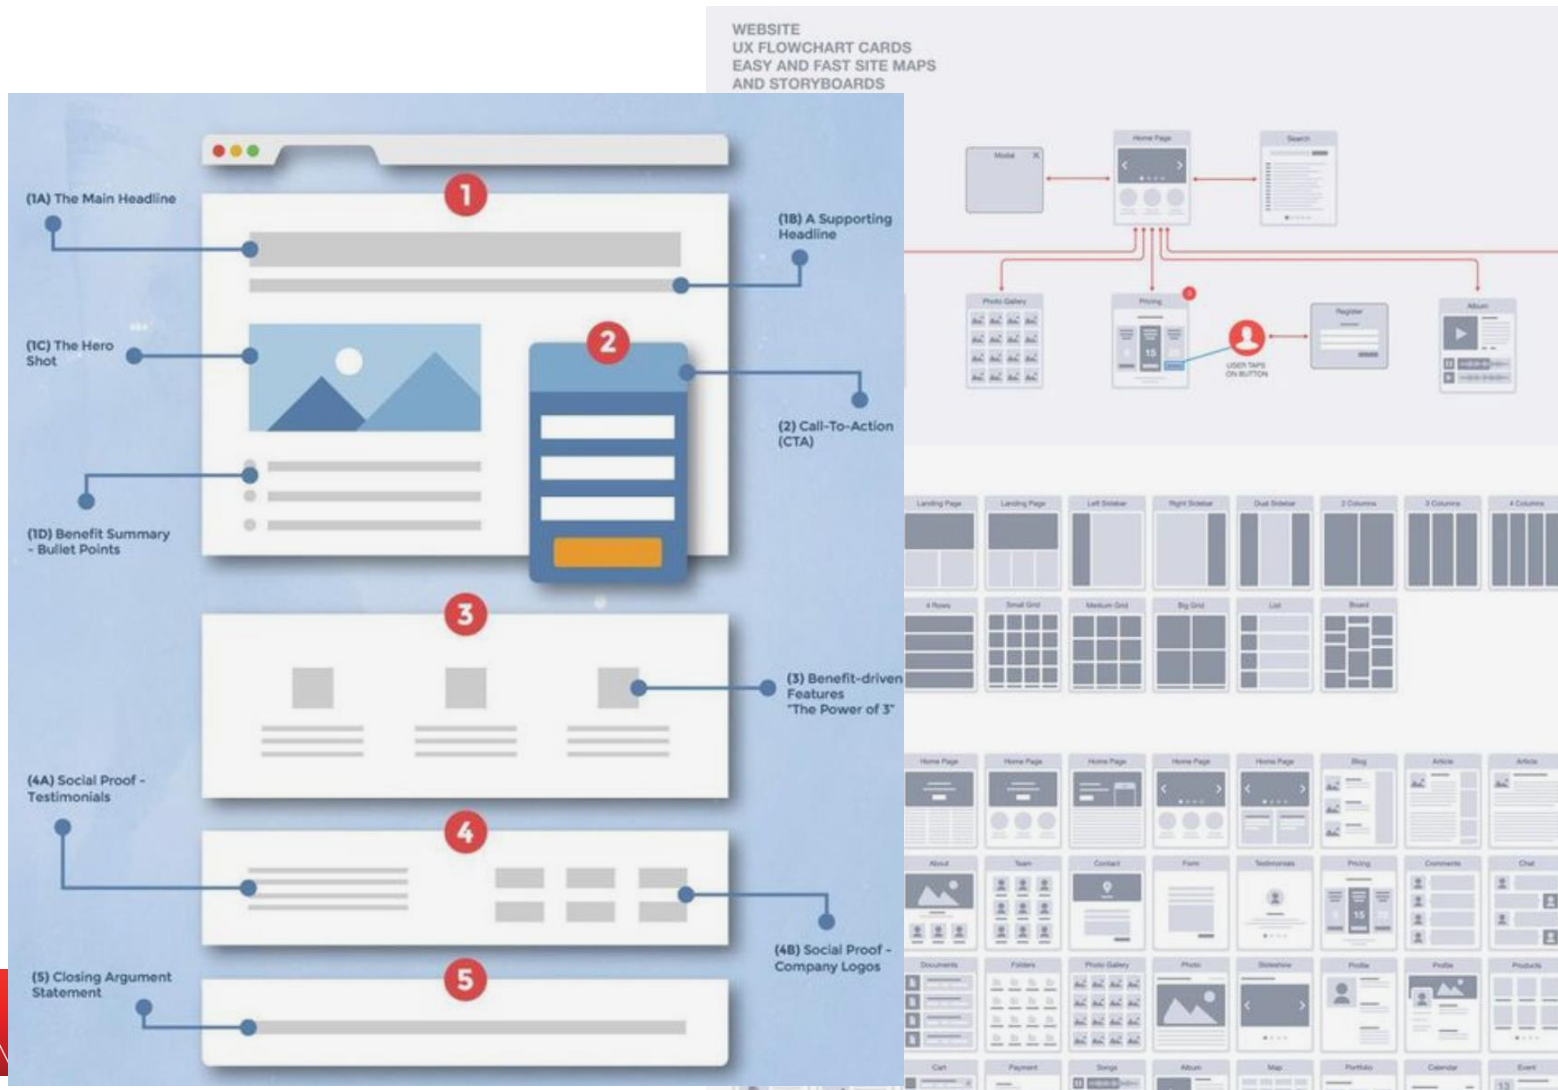 WEBSITE
UX FLOWCHART CARDS
EASY AND FAST SITE MAPS
AND STORYBOARDS
1
(1A) The Main Headline
(1B) A Supporting
Headline
(1C) The Hero
Shot
2
(2) Call-To-Action
(CTA)
(1D) Benefit Summary
- Bullet Points
3
(3) Benefit-driven
Features
"The Power of 3"
(4A) Social Proof -
Testimonials
4
(4B) Social Proof -
Company Logos
(5) Closing Argument
Statement
5
Modal
Home Page
Search
Photo Gallery
Pricing
15
USER TAPS
ON BUTTON
Register
Album
Landing Page
Landing Page
Left Sidebar
Right Sidebar
Dual Sidebar
2 Columns
3 Columns
4 Columns
4 Rows
Small Grid
Medium Grid
Big Grid
List
Board
Home Page
Home Page
Home Page
Home Page
Home Page
Blog
Article
Article
About
Team
Contact
Form
Testimonials
Pricing
15
Comments
Chat
Documents
Folders
Photo Gallery
Photo
Slideshow
Profile
Profile
Products
Cart
Payment
Songs
Album
Map
Portfolio
Calendar
Event
13